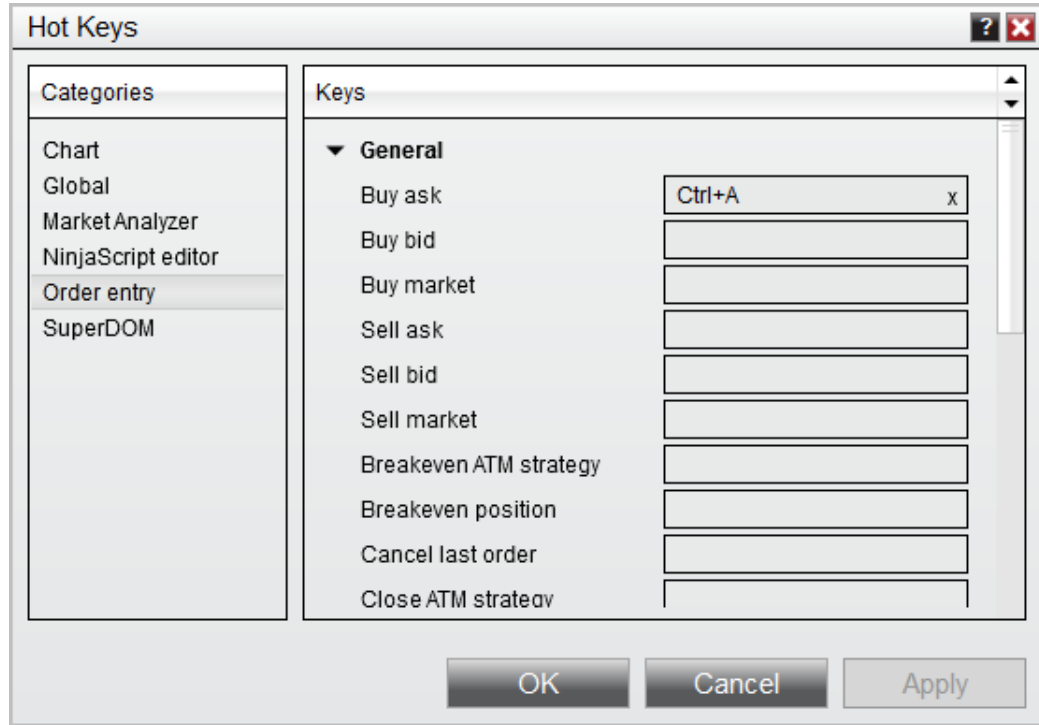 Hot Keys
?
Categories
Chart
Global
Market Analyzer
NinjaScript editor
Order entry
SuperDOM
Keys
General
Buy ask Ctrl+A x
Buy bid
Buy market
Sell ask
Sell bid
Sell market
Breakeven ATM strategy
Breakeven position
Cancel last order
Close ATM strategy
OK Cancel Apply